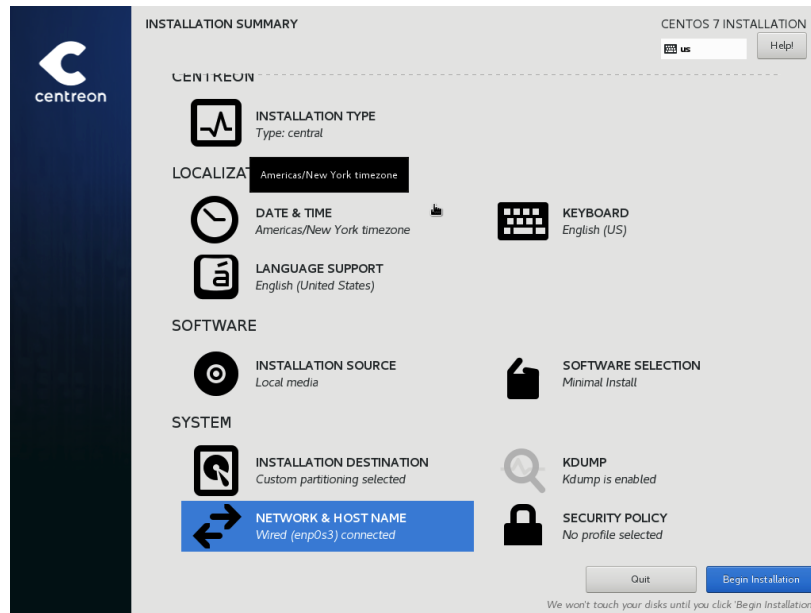 INSTALLATION SUMMARY
CENTOS 7 INSTALLATION
us
Help!
centreon
CENTREON
INSTALLATION TYPE
Type: central
LOCALIZAT
Americas/New York timezone
DATE & TIME
Americas/New York timezone
KEYBOARD
English (US)
LANGUAGE SUPPORT
English (United States)
SOFTWARE
INSTALLATION SOURCE
Local media
SOFTWARE SELECTION
Minimal Install
SYSTEM
INSTALLATION DESTINATION
Custom partitioning selected
KDUMP
Kdump is enabled
NETWORK & HOST NAME
Wired (enp0s3) connected
SECURITY POLICY
No profile selected
Quit
Begin Installation
We won't touch your disks until you click 'Begin Installation